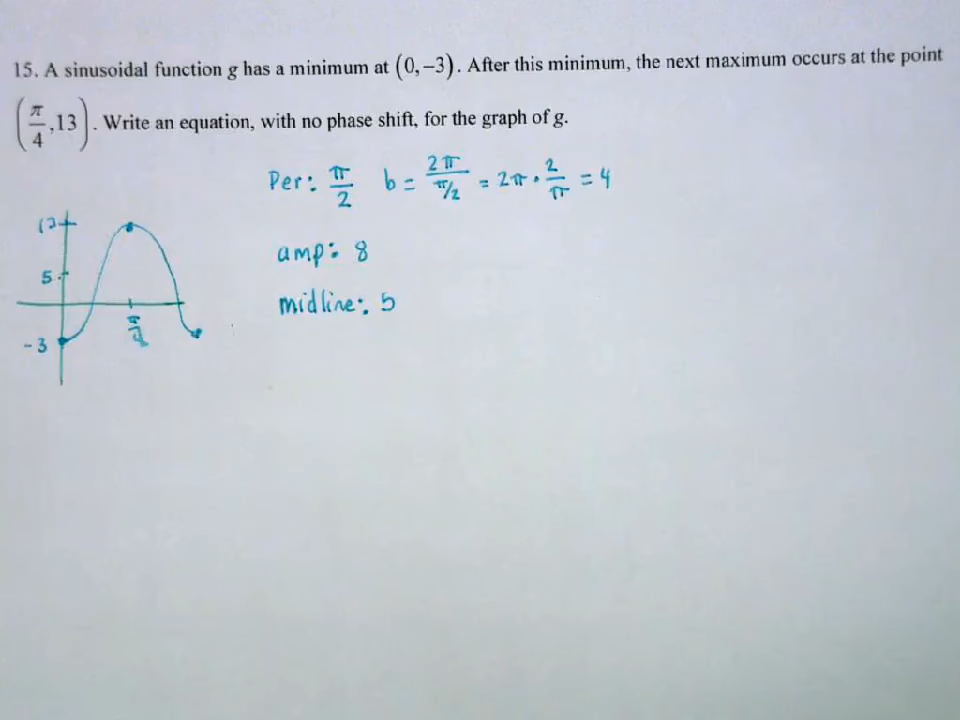 15. A sinusoidal function g has a minimum at (0,−3). After this minimum, the next maximum occurs at the point
(π/4, 13). Write an equation, with no phase shift, for the graph of g.
Per: π/2 b = 2π/(π/2) = 2π · 2/π = 4
13
amp: 8
5
midline: 5
π/4
-3